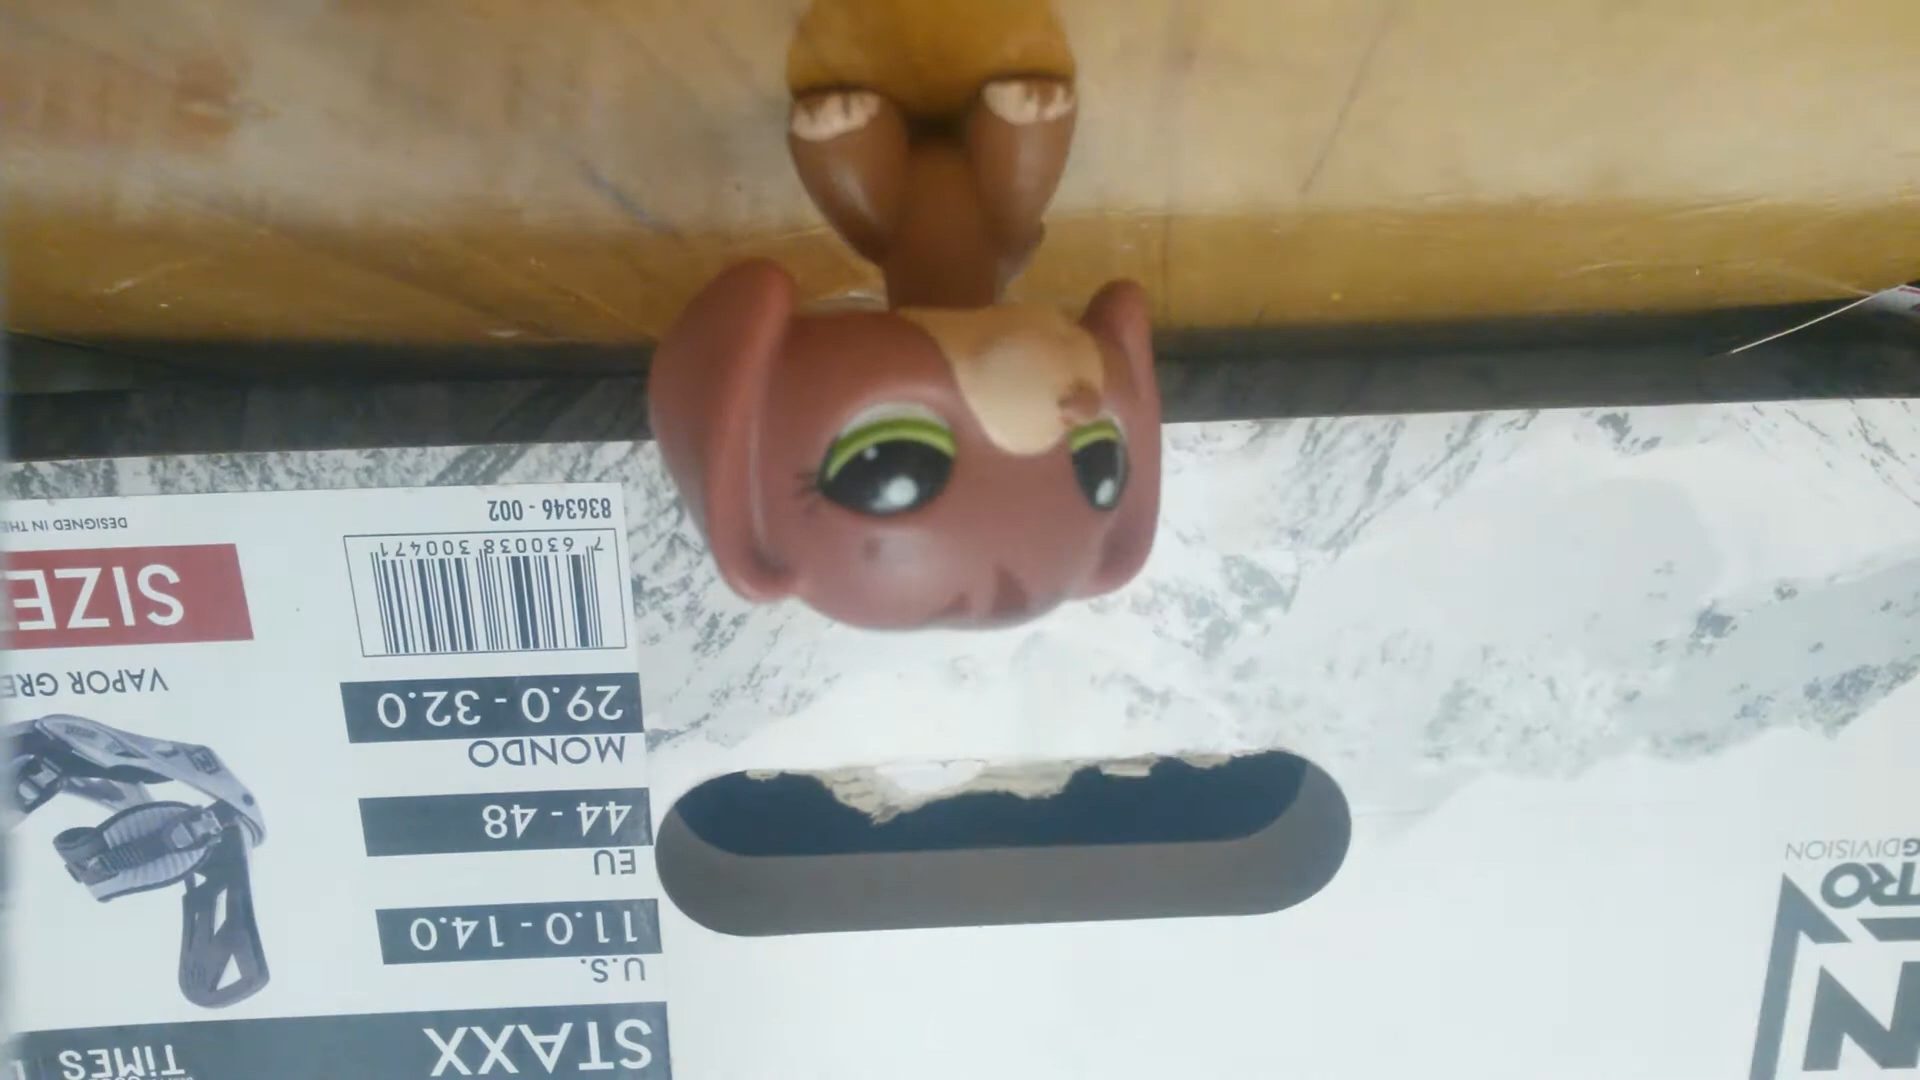 STAXX
TiMES
U.S.
11.0 - 14.0
EU
44 - 48
MONDO
29.0 - 32.0
VAPOR GRE
SIZE
7 630038 300471
836346 - 002
DESIGNED IN THE
N
TRO
DIVISION